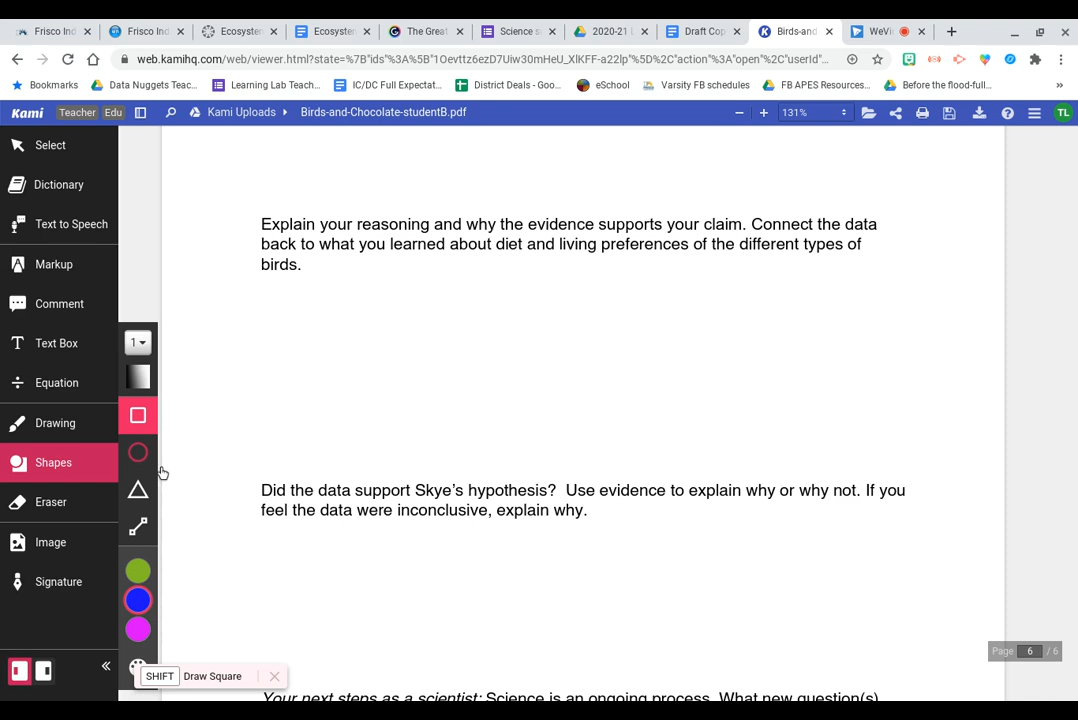 Frisco Ind
Frisco Ind
Ecosystem
Ecosystem
The Great
Science s
2020-21 L
Draft Cop
Birds-and
WeVi
web.kamihq.com/web/viewer.html?state=%7B"ids"%3A%5B"1Oevttz6ezD7Uiw30mHeU_XlKFF-a22lp"%5D%2C"action"%3A"open"%2C"userId"...
Bookmarks
Data Nuggets Teac...
Learning Lab Teach...
IC/DC Full Expectat...
District Deals - Goo...
eSchool
Varsity FB schedules
FB APES Resources...
Before the flood-full...
»
Kami
Teacher
Edu
Kami Uploads
Birds-and-Chocolate-studentB.pdf
131%
TL
Select
Dictionary
Text to Speech
Markup
Comment
Text Box
Equation
Drawing
Shapes
Eraser
Image
Signature
1
Explain your reasoning and why the evidence supports your claim. Connect the data
back to what you learned about diet and living preferences of the different types of
birds.
Did the data support Skye's hypothesis?  Use evidence to explain why or why not. If you
feel the data were inconclusive, explain why.
Page 6 / 6
SHIFT Draw Square
Your next steps as a scientist: Science is an ongoing process. What new question(s)